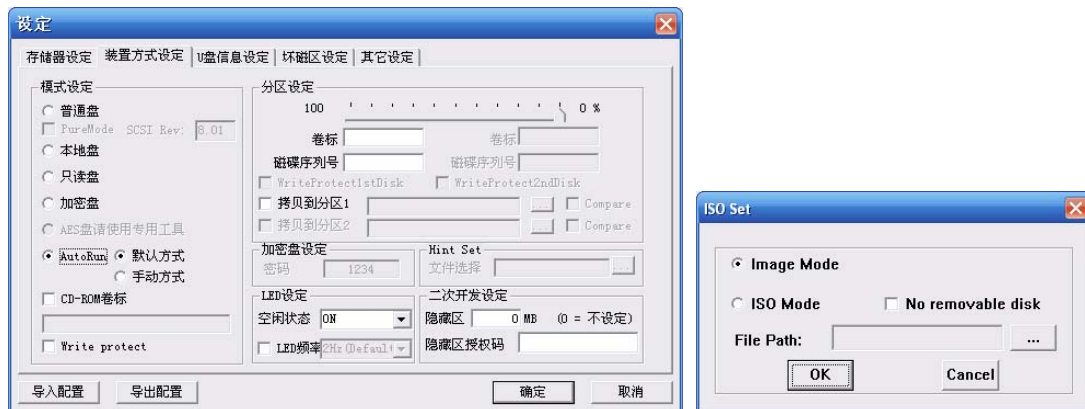 设定
存储器设定 装置方式设定 U盘信息设定 坏磁区设定 其它设定
模式设定
普通盘
PureMode SCSI Rev: 8.01
本地盘
只读盘
加密盘
AES盘请使用专用工具
AutoRun 默认方式
手动方式
CD-ROM卷标
Write protect
分区设定
100 0 %
卷标 卷标
磁碟序列号 磁碟序列号
WriteProtect1stDisk WriteProtect2ndDisk
拷贝到分区1 ... Compare
拷贝到分区2 ... Compare
加密盘设定
密码 1234
Hint Set
文件选择 ...
LED设定
空闲状态 ON
LED频率 2Hz(Default
二次开发设定
隐藏区 0 MB (0 = 不设定)
隐藏区授权码
导入配置 导出配置 确定 取消
ISO Set
Image Mode
ISO Mode No removable disk
File Path: ...
OK Cancel